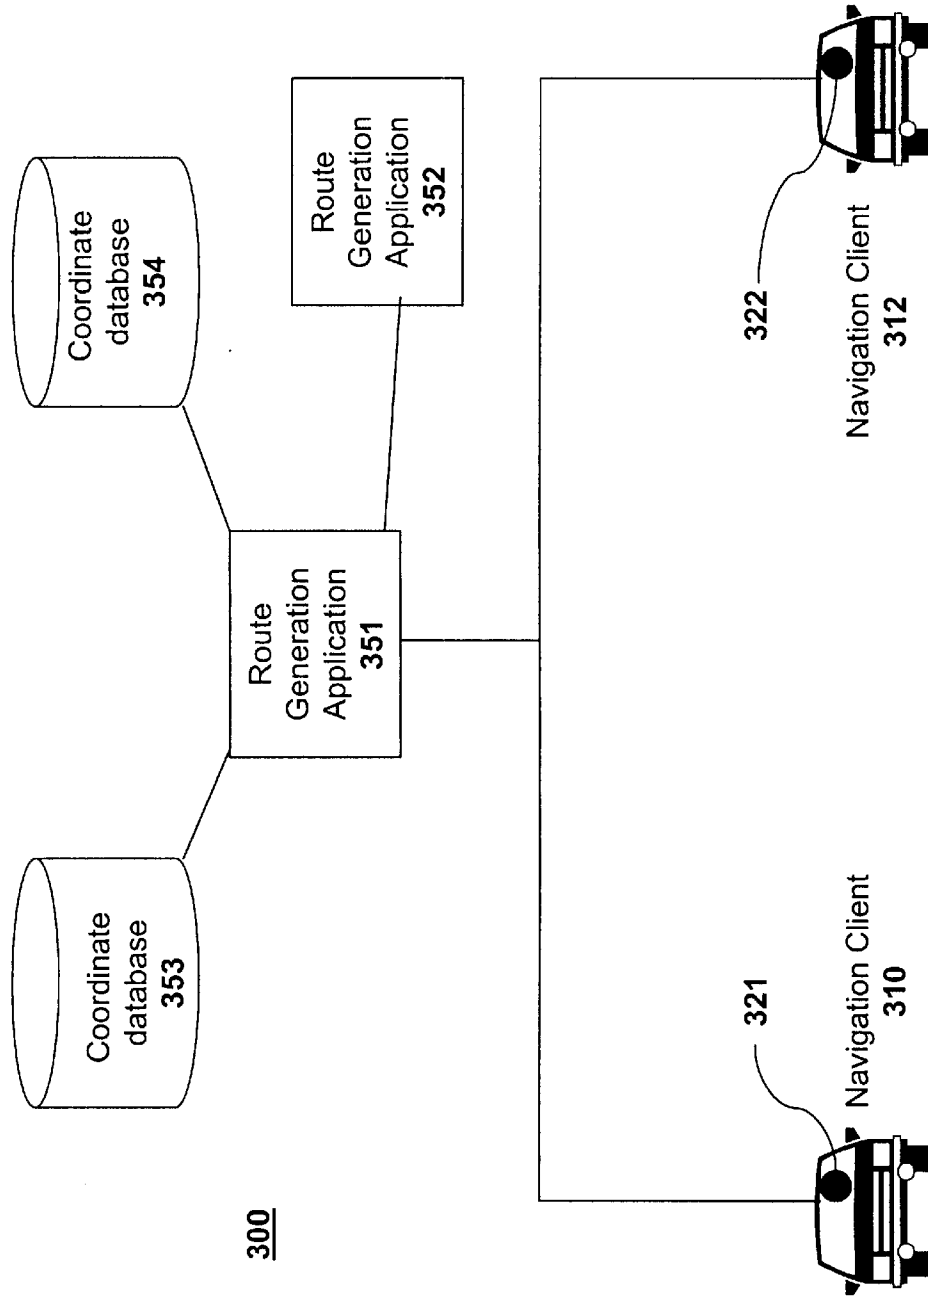 300
Coordinate
database
353
Coordinate
database
354
Route
Generation
Application
351
Route
Generation
Application
352
321
322
Navigation Client
310
Navigation Client
312